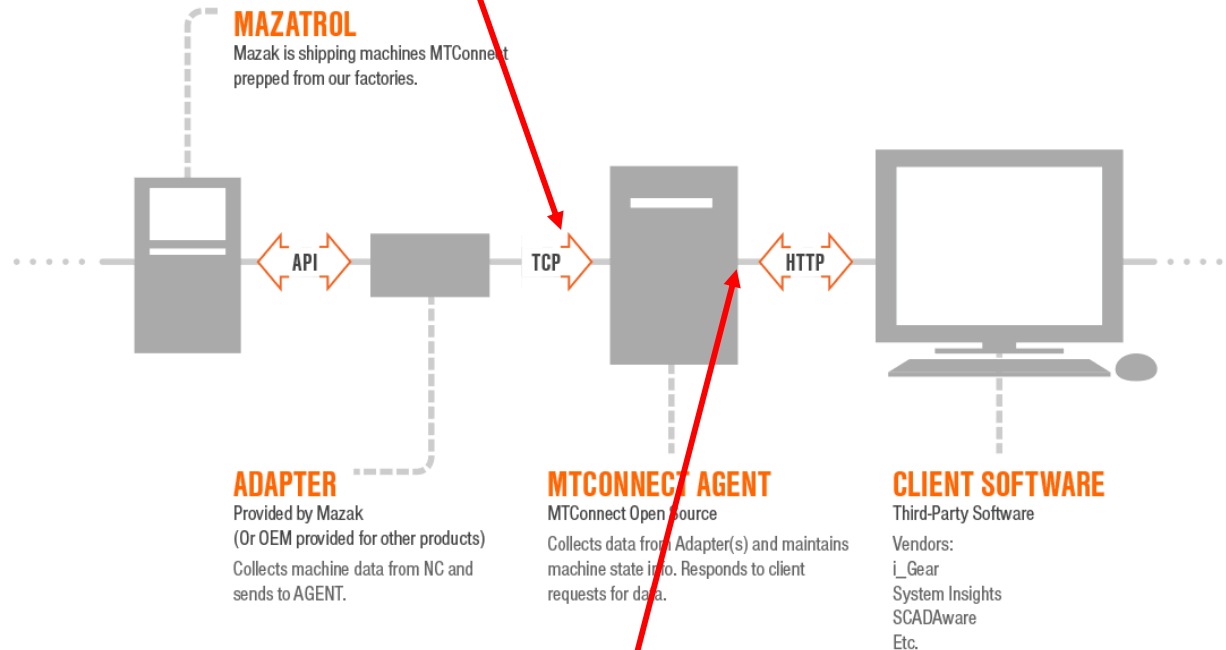 MAZATROL
Mazak is shipping machines MTConnect
prepped from our factories.
API
TCP
HTTP
ADAPTER
Provided by Mazak
(Or OEM provided for other products)
Collects machine data from NC and
sends to AGENT.
MTCONNECT AGENT
MTConnect Open Source
Collects data from Adapter(s) and maintains
machine state info. Responds to client
requests for data.
CLIENT SOFTWARE
Third-Party Software
Vendors:
i_Gear
System Insights
SCADAware
Etc.